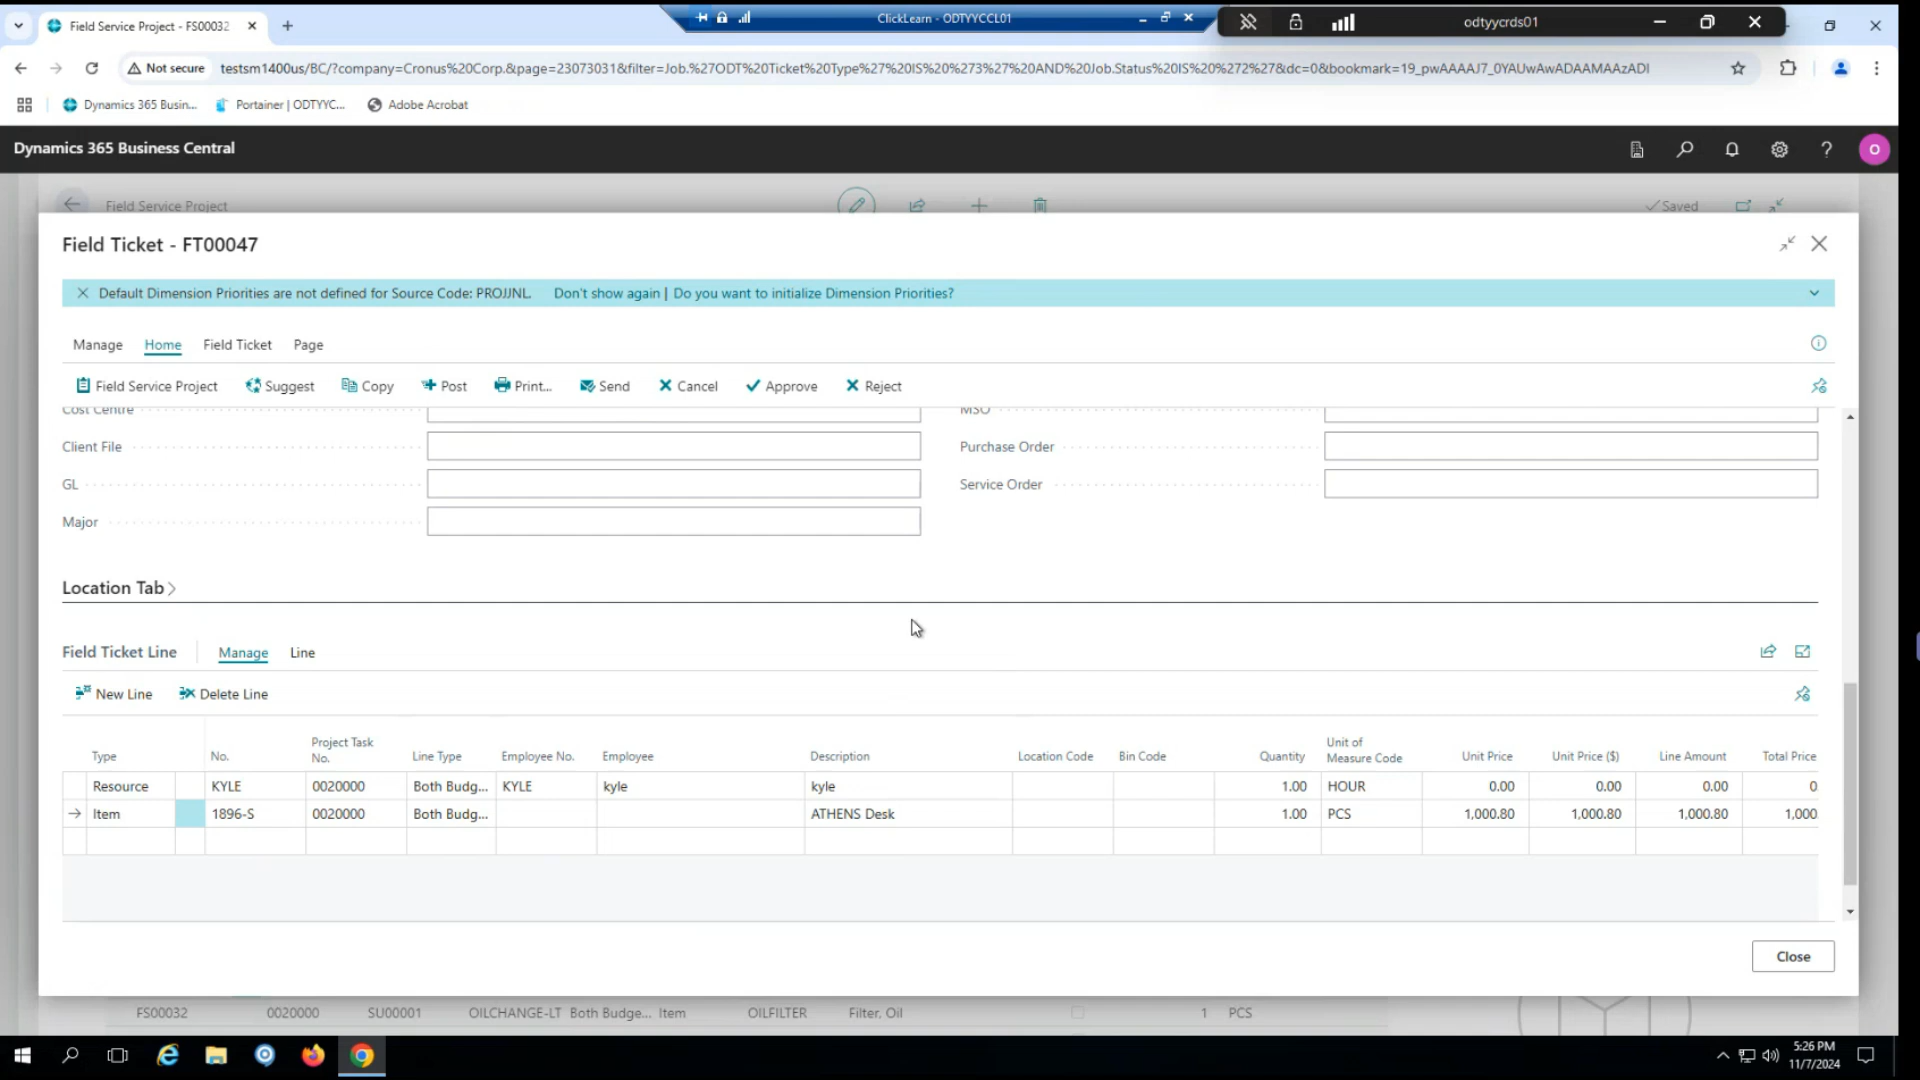 Field Service Project - FS00032
ClickLearn - ODTYYCCL01
odtyycrds01
Not secure
testsm1400us/BC/?company=Cronus%20Corp.&page=23073031&filter=Job.%27ODT%20Ticket%20Type%27%20IS%20%273%27%20AND%20Job.Status%20IS%20%272%27&dc=0&bookmark=19_pwAAAAJ7_0YAUwAwADAAMAAzADI
Dynamics 365 Busin...
Portainer | ODTYYC...
Adobe Acrobat
Dynamics 365 Business Central
?
O
Field Service Project
Saved
Field Ticket - FT00047
Default Dimension Priorities are not defined for Source Code: PROJJNL.
Don't show again | Do you want to initialize Dimension Priorities?
Manage Home Field Ticket Page
Field Service Project Suggest Copy Post Print... Send Cancel Approve Reject
Cost Centre
MSO
Client File
Purchase Order
GL
Service Order
Major
Location Tab
Field Ticket Line Manage Line
New Line Delete Line
Type No. Project Task No. Line Type Employee No. Employee Description Location Code Bin Code Quantity Unit of Measure Code Unit Price Unit Price ($) Line Amount Total Price
Resource KYLE 0020000 Both Budg... KYLE kyle kyle 1.00 HOUR 0.00 0.00 0.00 0
Item 1896-S 0020000 Both Budg... ATHENS Desk 1.00 PCS 1,000.80 1,000.80 1,000.80 1,000
Close
FS00032 0020000 SU00001 OILCHANGE-LT Both Budge... Item OILFILTER Filter. Oil 1 PCS
5:26 PM
11/7/2024